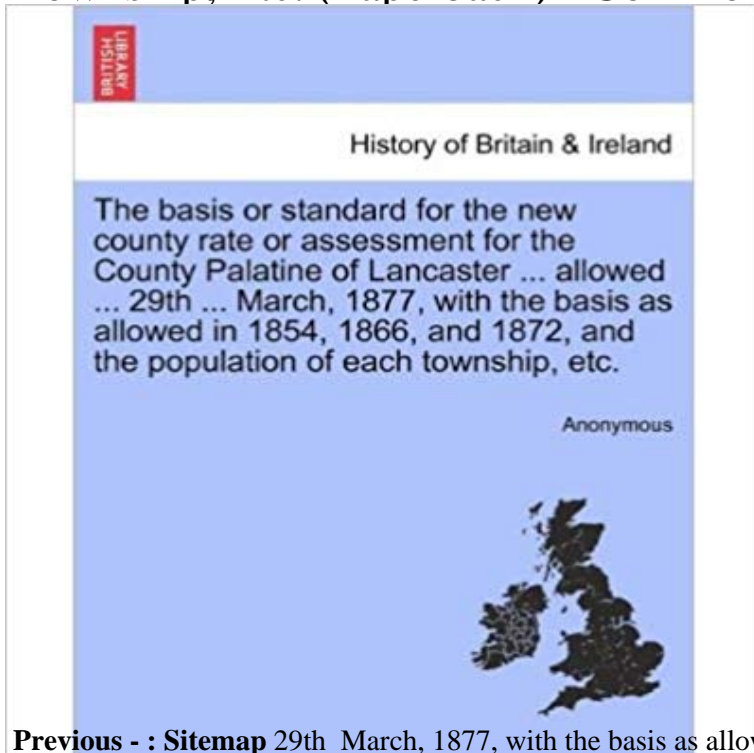 BRITISH
LIBRARY
History of Britain & Ireland
The basis or standard for the new
county rate or assessment for the
County Palatine of Lancaster ... allowed
... 29th ... March, 1877, with the basis as
allowed in 1854, 1866, and 1872, and
the population of each township, etc.
Anonymous
Previous - : Sitemap 29th March, 1877, with the basis as allow